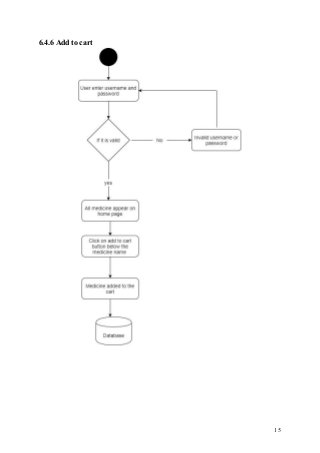 6.4.6 Add to cart
User enter username and
password
If it is valid
No
Invalid username or
password
yes
All medicine appear on
home page
Click on add to cart
button below the
medicine name
Medicine added to the
cart
Database
15